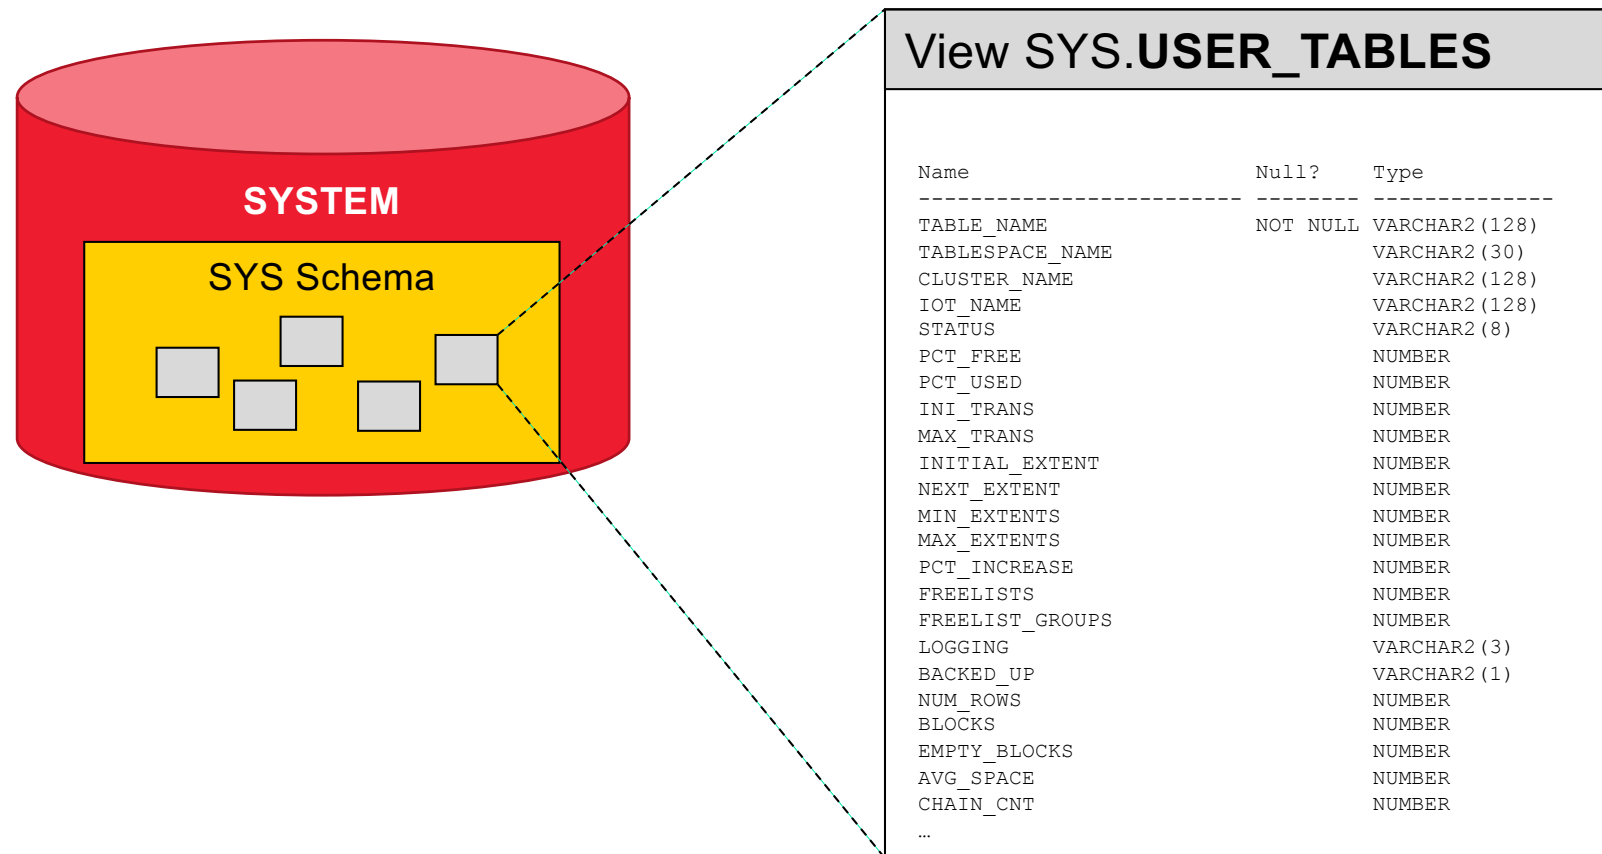 SYSTEM
SYS Schema
View SYS.USER_TABLES
Name Null? Type
------------------------- -------- --------------
TABLE_NAME NOT NULL VARCHAR2(128)
TABLESPACE_NAME VARCHAR2(30)
CLUSTER_NAME VARCHAR2(128)
IOT_NAME VARCHAR2(128)
STATUS VARCHAR2(8)
PCT_FREE NUMBER
PCT_USED NUMBER
INI_TRANS NUMBER
MAX_TRANS NUMBER
INITIAL_EXTENT NUMBER
NEXT_EXTENT NUMBER
MIN_EXTENTS NUMBER
MAX_EXTENTS NUMBER
PCT_INCREASE NUMBER
FREELISTS NUMBER
FREELIST_GROUPS NUMBER
LOGGING VARCHAR2(3)
BACKED_UP VARCHAR2(1)
NUM_ROWS NUMBER
BLOCKS NUMBER
EMPTY_BLOCKS NUMBER
AVG_SPACE NUMBER
CHAIN_CNT NUMBER
…